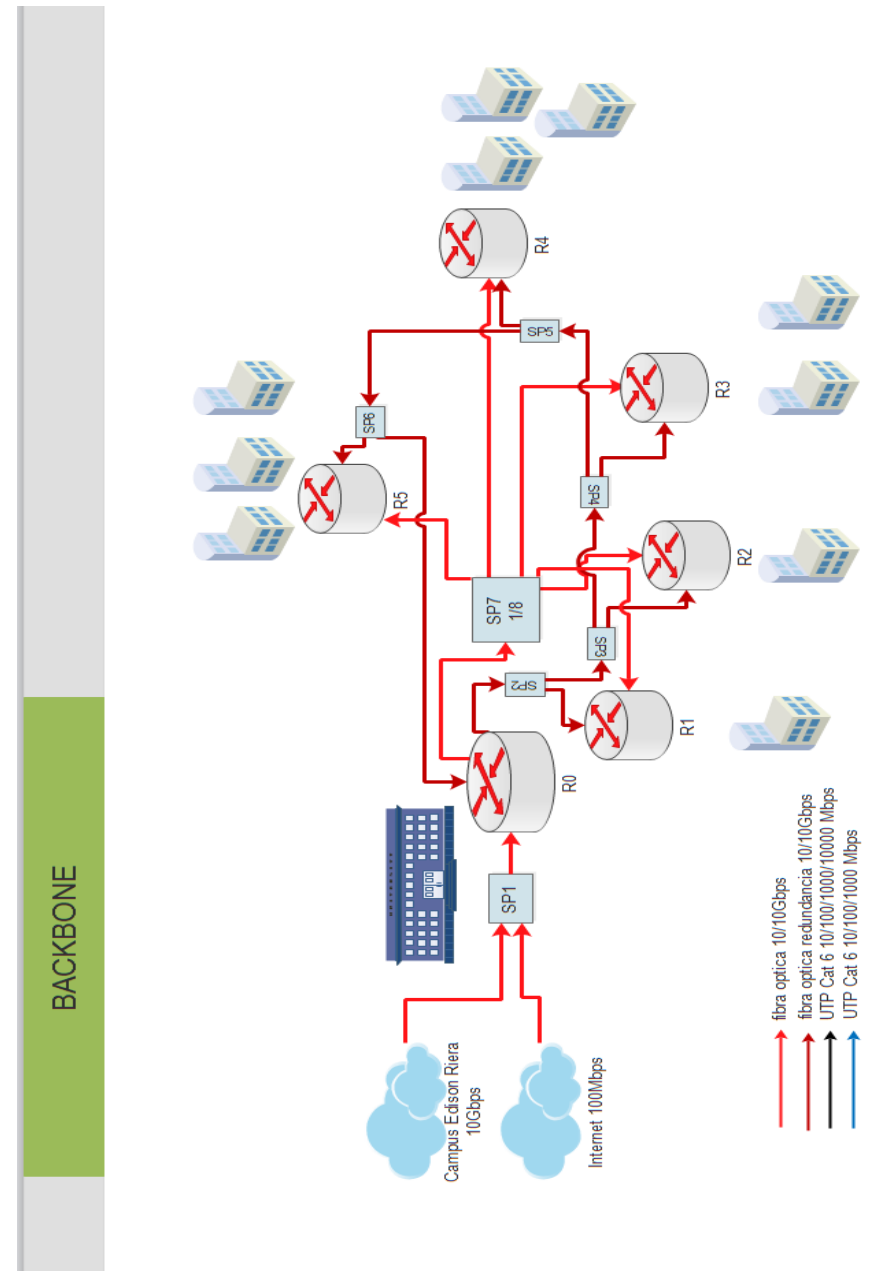 BACKBONE
Campus Edison Riera
10Gbps
Internet 100Mbps
SP1
R0
SP2
R1
SP3
R2
SP7
1/8
SP4
R3
SP5
R4
SP6
R5
fibra optica 10/10Gbps
fibra optica redundancia 10/10Gbps
UTP Cat 6 10/100/1000/10000 Mbps
UTP Cat 6 10/100/1000 Mbps